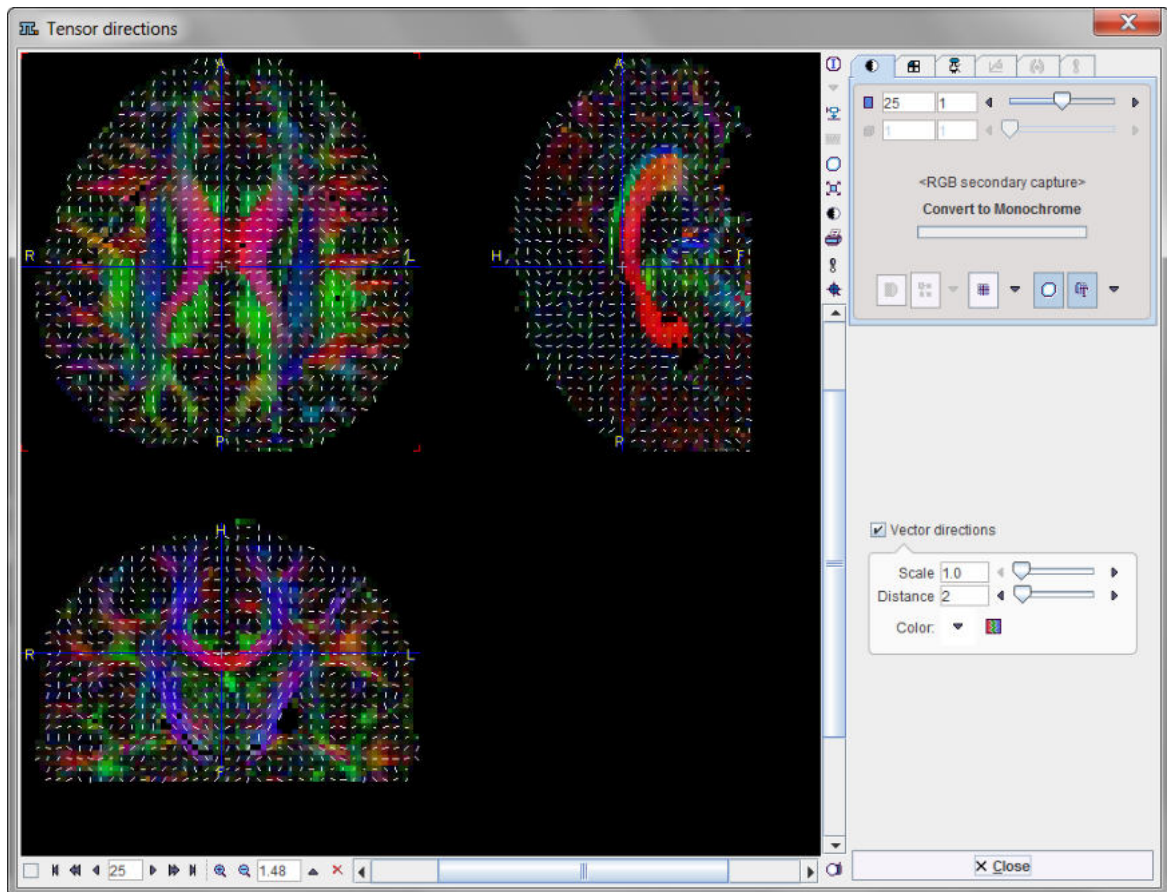 Tensor directions
A
R
L
P
A
H
F
P
H
R
L
F
25
1
1
1
<RGB secondary capture>
Convert to Monochrome
Vector directions
Scale 1.0
Distance 2
Color:
25
1.48
Close